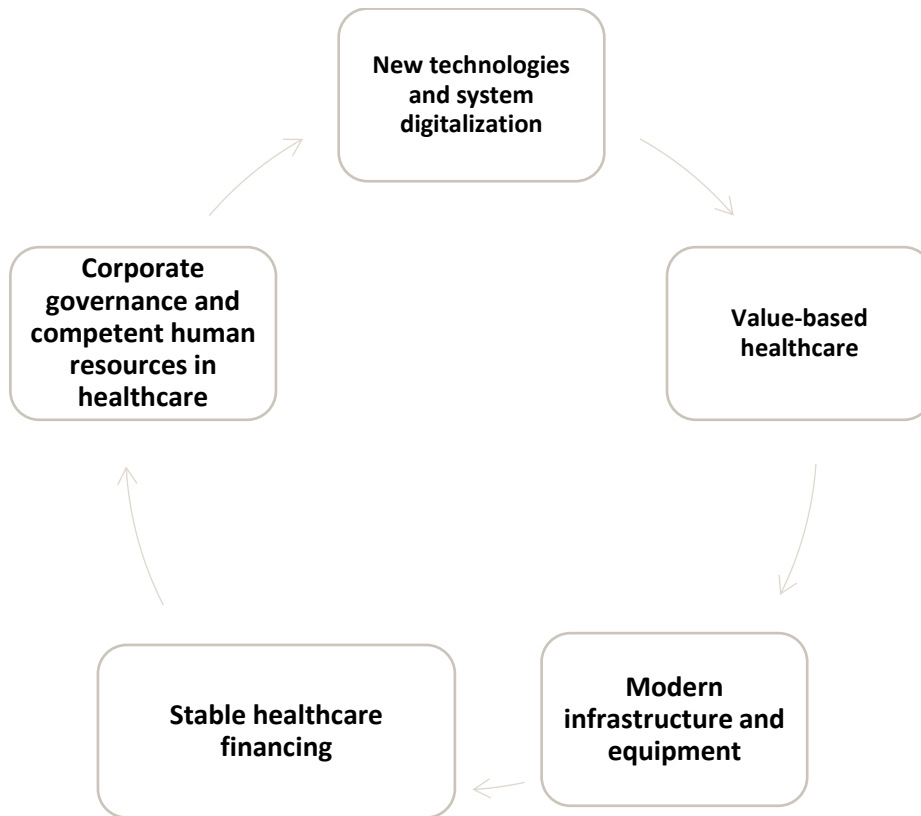 New technologies
and system
digitalization
Value-based
healthcare
Modern
infrastructure and
equipment
Stable healthcare
financing
Corporate
governance and
competent human
resources in
healthcare